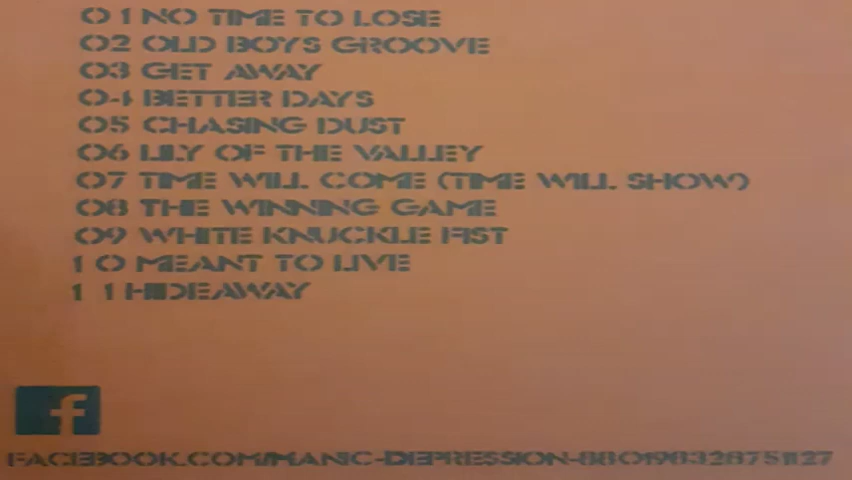 01 NO TIME TO LOSE
02 OLD BOYS GROOVE
03 GET AWAY
04 BETTER DAYS
05 CHASING DUST
06 LILY OF THE VALLEY
07 TIME WILL COME (TIME WILL SHOW)
08 THE WINNING GAME
09 WHITE KNUCKLE FIST
10 MEANT TO LIVE
11 HIDEAWAY
f
FACEBOOK.COM/MANIC-DEPRESSION-